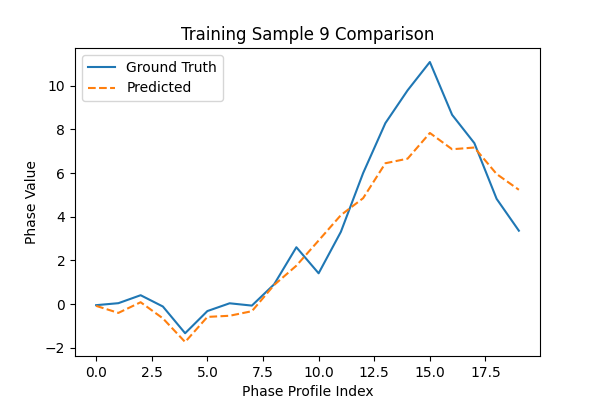 Training Sample 9 Comparison
Ground Truth
Predicted
Phase Value
10
8
6
4
2
0
−2
0.0 2.5 5.0 7.5 10.0 12.5 15.0 17.5
Phase Profile Index